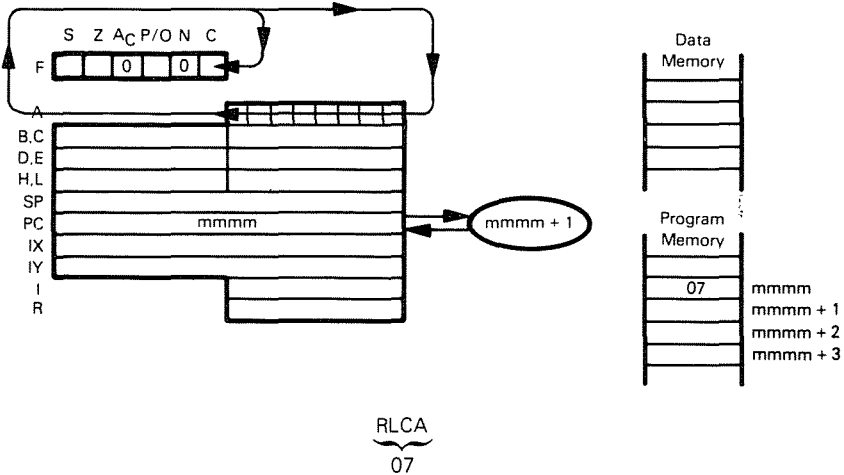 S Z AC P/O N C
F 0 0
A
B,C
D,E
H,L
SP
PC mmmm mmmm + 1
IX
IY
I
R
Data
Memory
Program
Memory
07 mmmm
mmmm + 1
mmmm + 2
mmmm + 3
RLCA
07